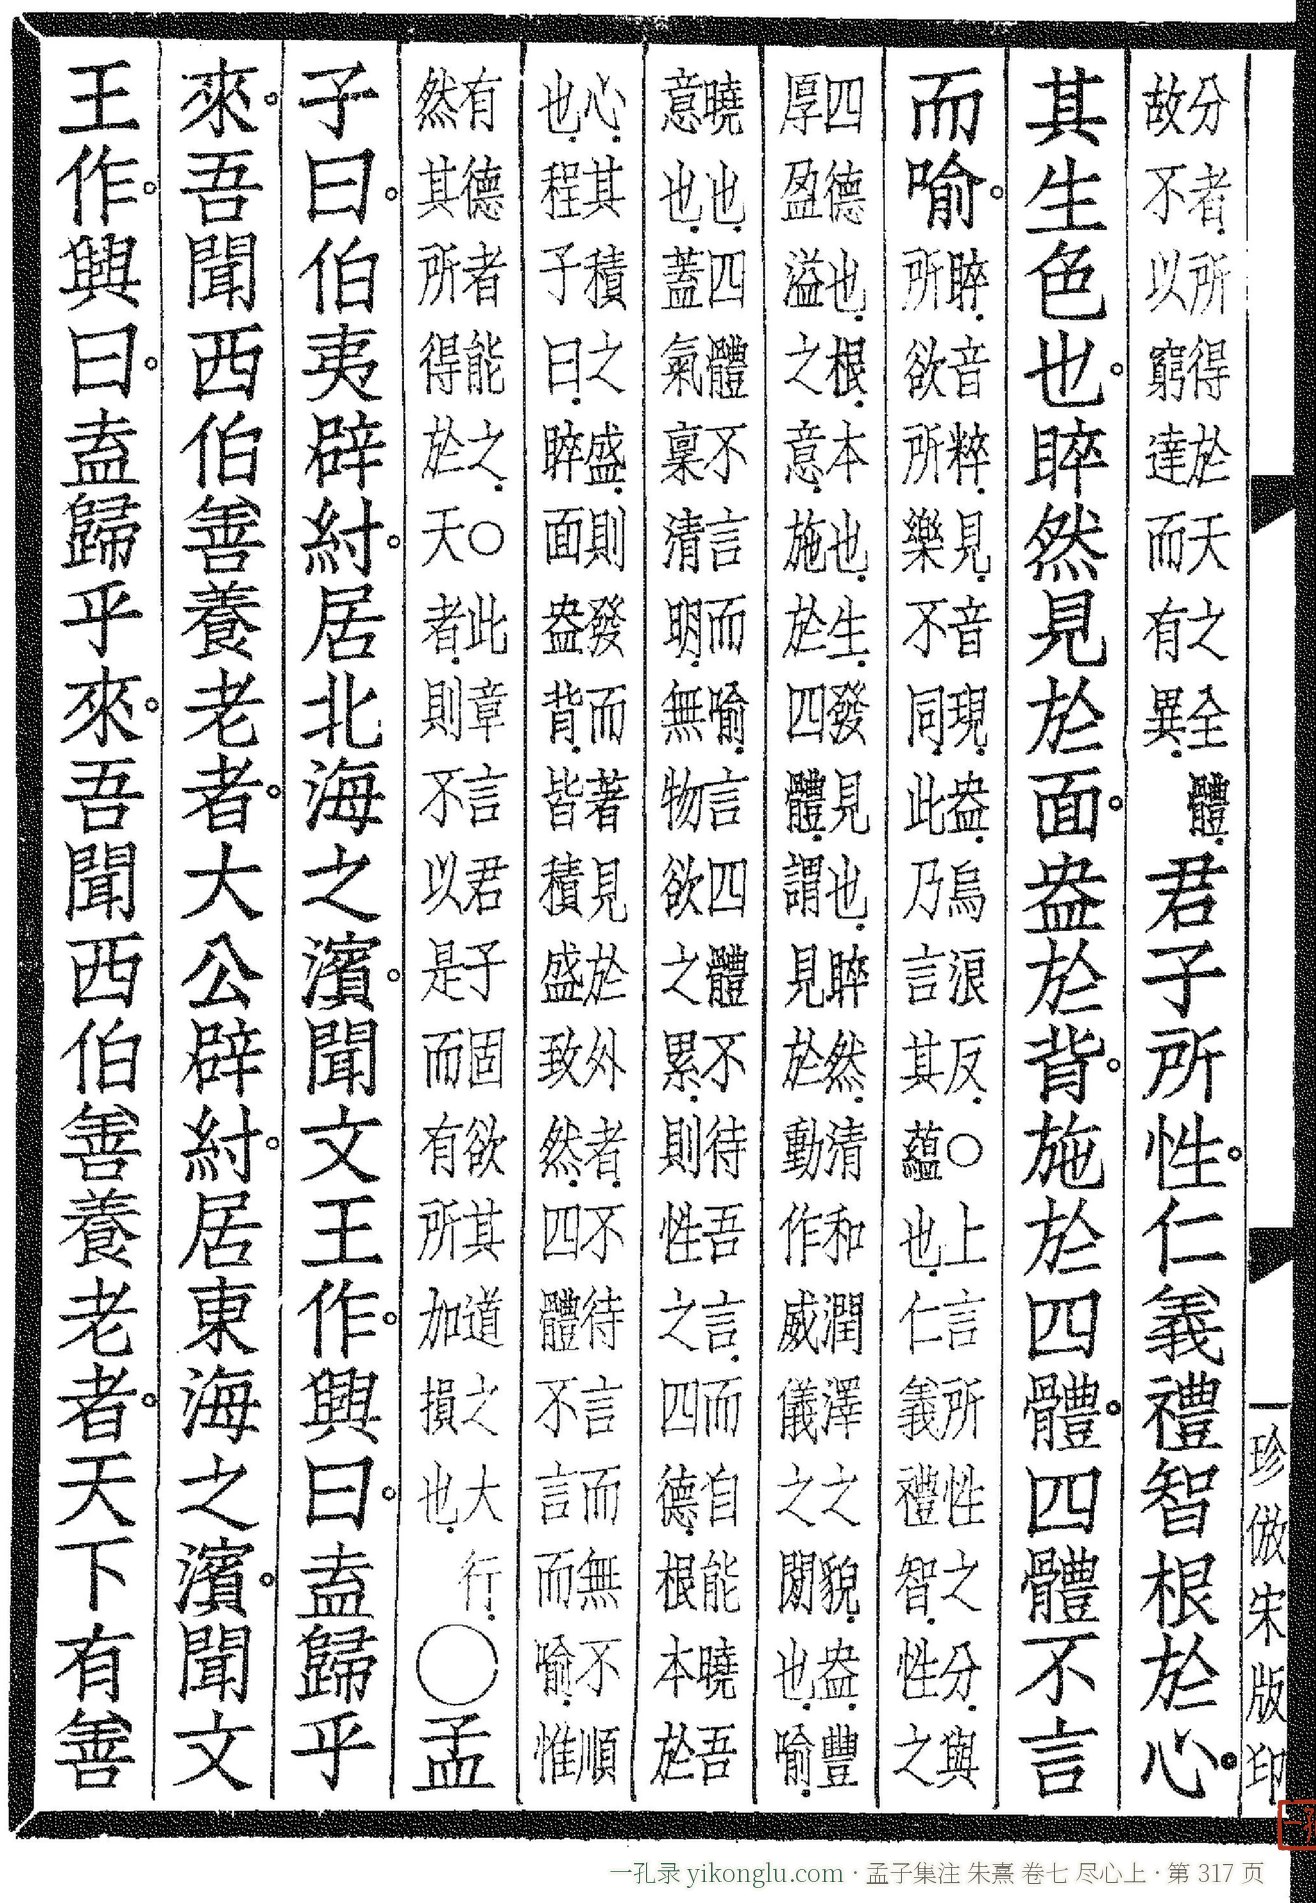 珍倣宋版印
分者。所得於天之全體。
故不以窮達而有異。
君子所性。仁義禮智根於心。
其生色也。睟然見於面。盎於背。施於四體。四體不言
而喻。
睟。音粹。見。音現。盎。烏浪反。○上言所性之分。與
所欲所樂不同。此乃言其蘊也。仁義禮智。性之
四德也。根。本也。生。發見也。睟然。清和潤澤之貌。盎。豐
厚盈溢之意。施於四體。謂見於動作威儀之閒也。喻。
曉也。四體不言而喻。言四體不待吾言。而自能曉吾
意也。蓋氣稟清明。無物欲之累。則性之四德。根本於
心。其積之盛。則發而著見於外者。不待言而無不順
也。程子曰。睟面盎背。皆積盛致然。四體不言而喻。惟
有德者能之。○此章言君子固欲其道之大行。
然其所得於天者。則不以是而有所加損也。
○孟
子曰。伯夷辟紂。居北海之濱。聞文王作。興曰。盍歸乎
來。吾聞西伯善養老者。大公辟紂。居東海之濱。聞文
王作。興曰。盍歸乎來。吾聞西伯善養老者。天下有善
一孔录 yikonglu.com · 孟子集注 朱熹 卷七 尽心上 · 第 317 页